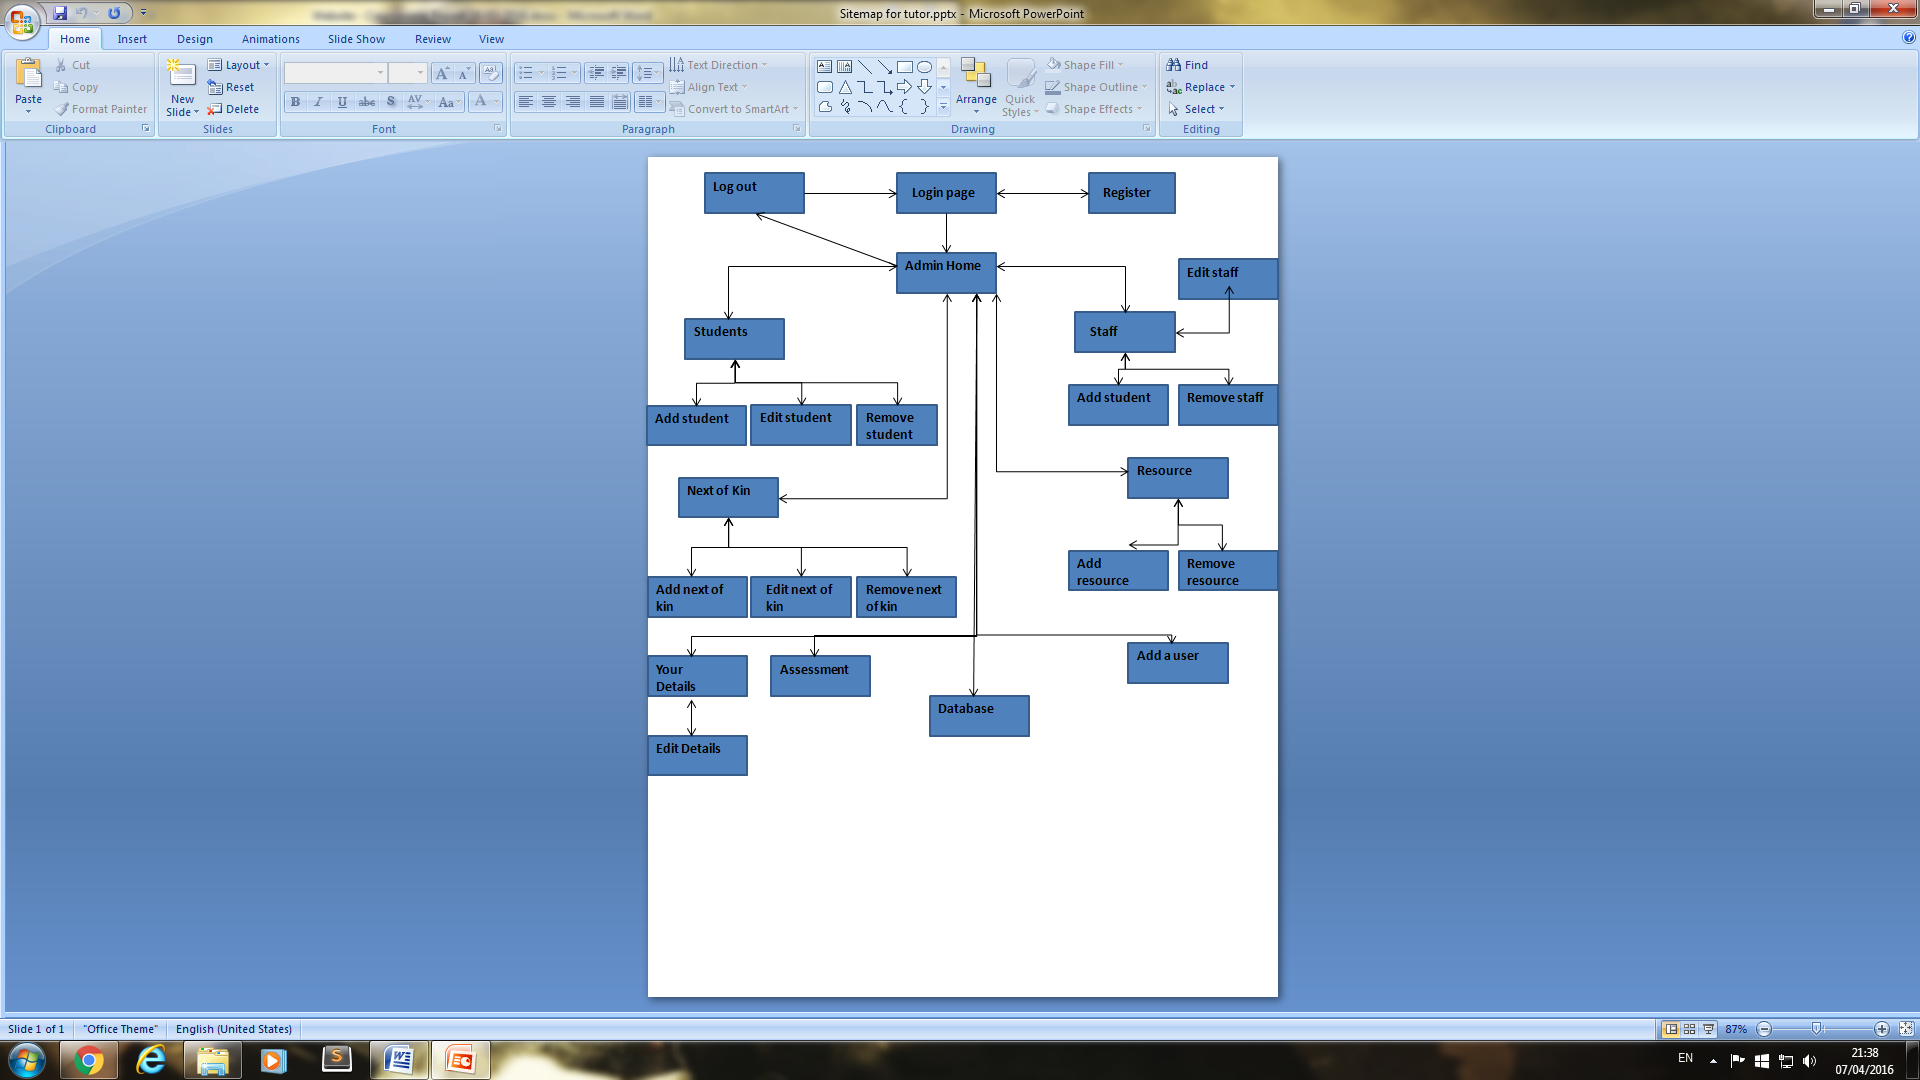 Sitemap for tutor.pptx - Microsoft PowerPoint
Home Insert Design Animations Slide Show Review View
Paste
Cut
Copy
Format Painter
Clipboard
New
Slide
Layout
Reset
Delete
Slides
B I U abc S AV Aa A
Font
Text Direction
Align Text
Convert to SmartArt
Paragraph
Arrange
Quick
Styles
Shape Fill
Shape Outline
Shape Effects
Drawing
Find
Replace
Select
Editing
Log out
Login page
Register
Admin Home
Edit staff
Students
Staff
Add student
Edit student
Remove
student
Add student
Remove staff
Next of Kin
Resource
Add next of
kin
Edit next of
kin
Remove next
of kin
Add
resource
Remove
resource
Your
Details
Assessment
Add a user
Database
Edit Details
Slide 1 of 1 "Office Theme" English (United States)
87%
EN
21:38
07/04/2016